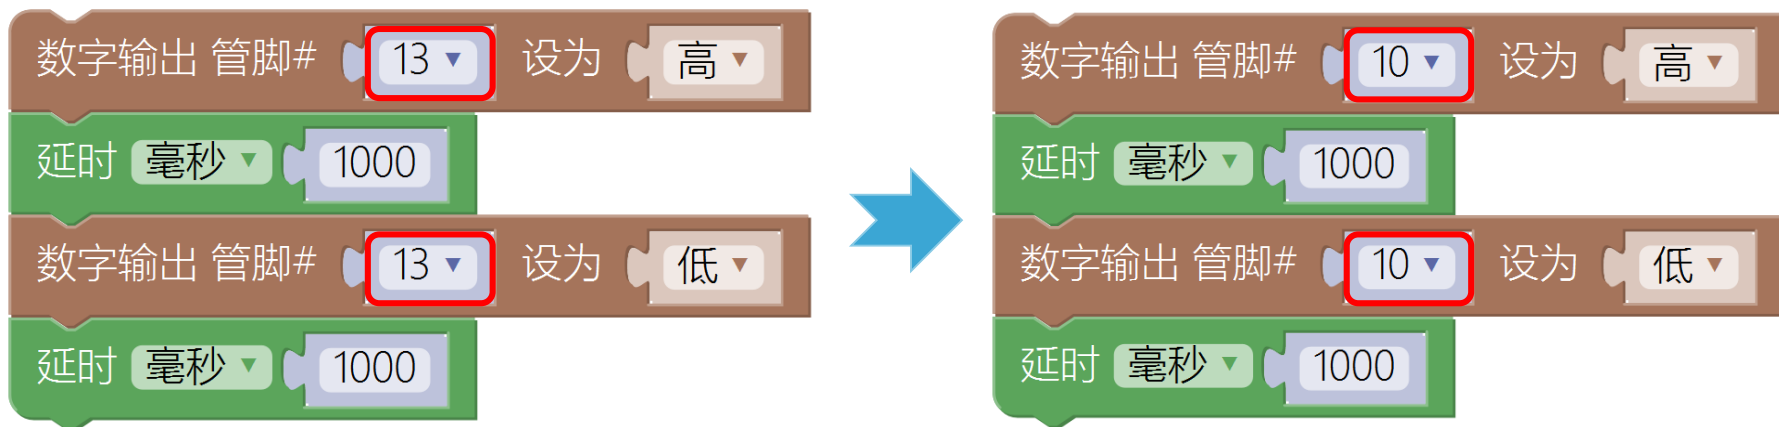 数字输出 管脚# 13 设为 高
延时 毫秒 1000
数字输出 管脚# 13 设为 低
延时 毫秒 1000
数字输出 管脚# 10 设为 高
延时 毫秒 1000
数字输出 管脚# 10 设为 低
延时 毫秒 1000